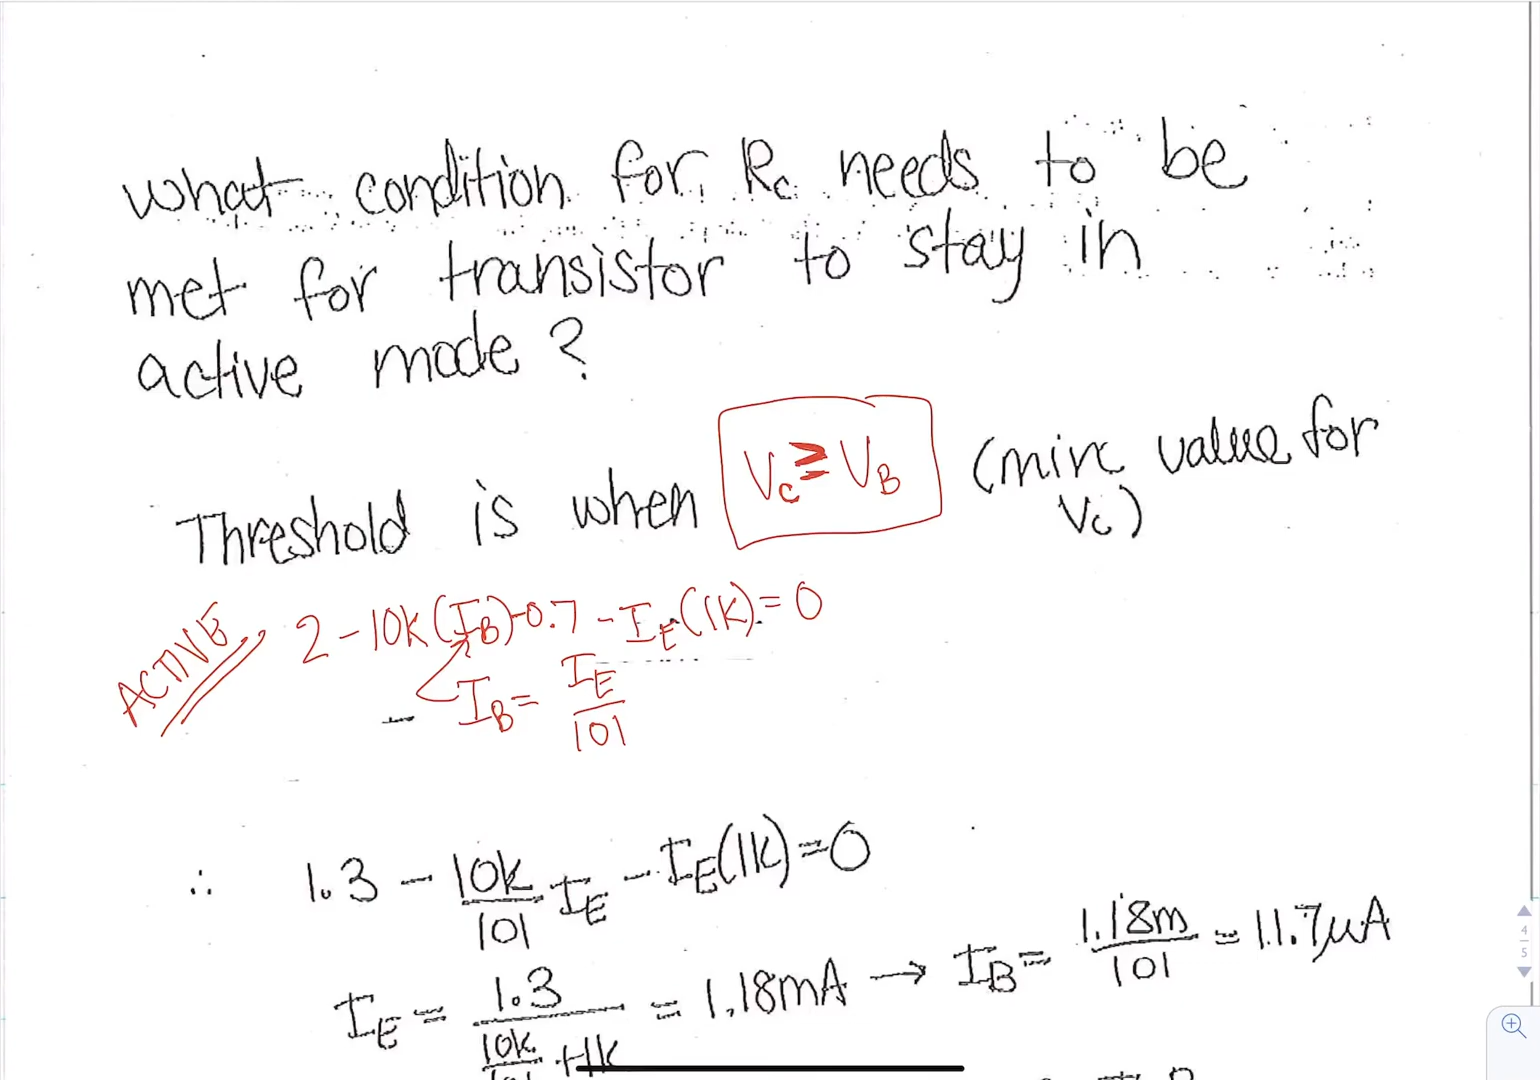 What condition for Rc needs to be
met for transistor to stay in
active mode?
Threshold is when Vc ≥ VB (min value for
Vc)
ACTIVE 2 - 10k(IB) - 0.7 - IE(1k) = 0
IB = IE/101
∴ 1.3 - 10k/101 IE - IE(1k) = 0
IE = 1.3/(10k/101 + 1k) = 1.18mA → IB = 1.18m/101 = 11.7μA
4
5